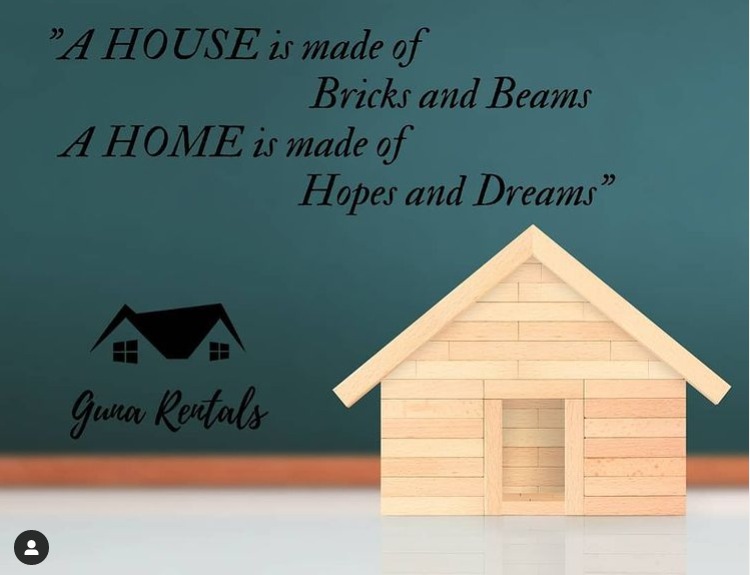 ”A HOUSE is made of
Bricks and Beams
A HOME is made of
Hopes and Dreams”
Guna Rentals